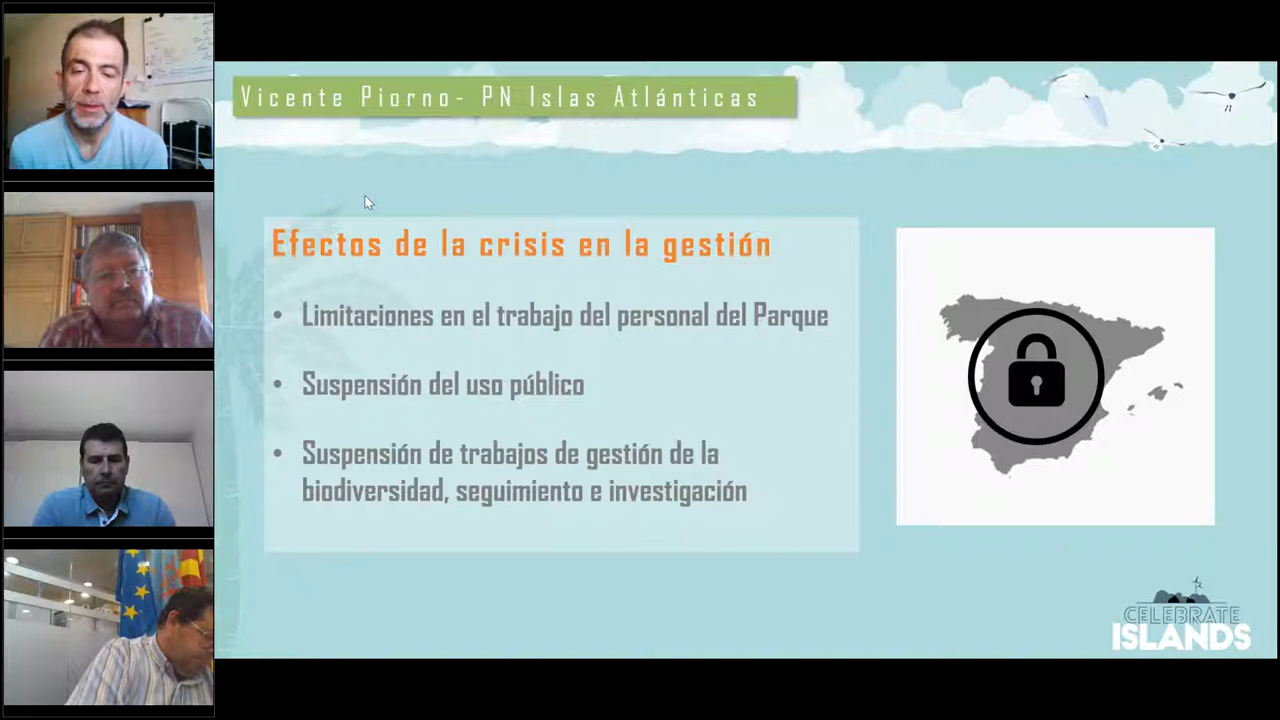 Vicente Piorno- PN Islas Atlánticas
Efectos de la crisis en la gestión
• Limitaciones en el trabajo del personal del Parque
• Suspensión del uso público
• Suspensión de trabajos de gestión de la
biodiversidad, seguimiento e investigación
CELEBRATE
ISLANDS